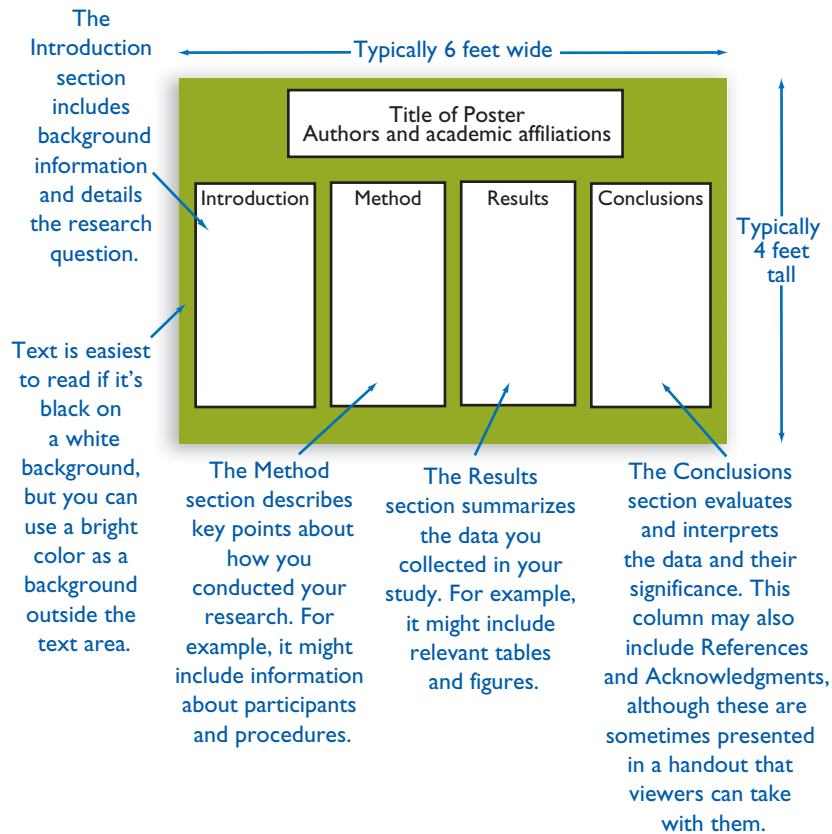 The
Introduction
section
includes
background
information
and details
the research
question.
Typically 6 feet wide
Title of Poster
Authors and academic affiliations
Introduction
Method
Results
Conclusions
Typically
4 feet
tall
Text is easiest
to read if it's
black on
a white
background,
but you can
use a bright
color as a
background
outside the
text area.
The Method
section describes
key points about
how you
conducted your
research. For
example, it might
include information
about participants
and procedures.
The Results
section summarizes
the data you
collected in your
study. For example,
it might include
relevant tables
and figures.
The Conclusions
section evaluates
and interprets
the data and their
significance. This
column may also
include References
and Acknowledgments,
although these are
sometimes presented
in a handout that
viewers can take
with them.